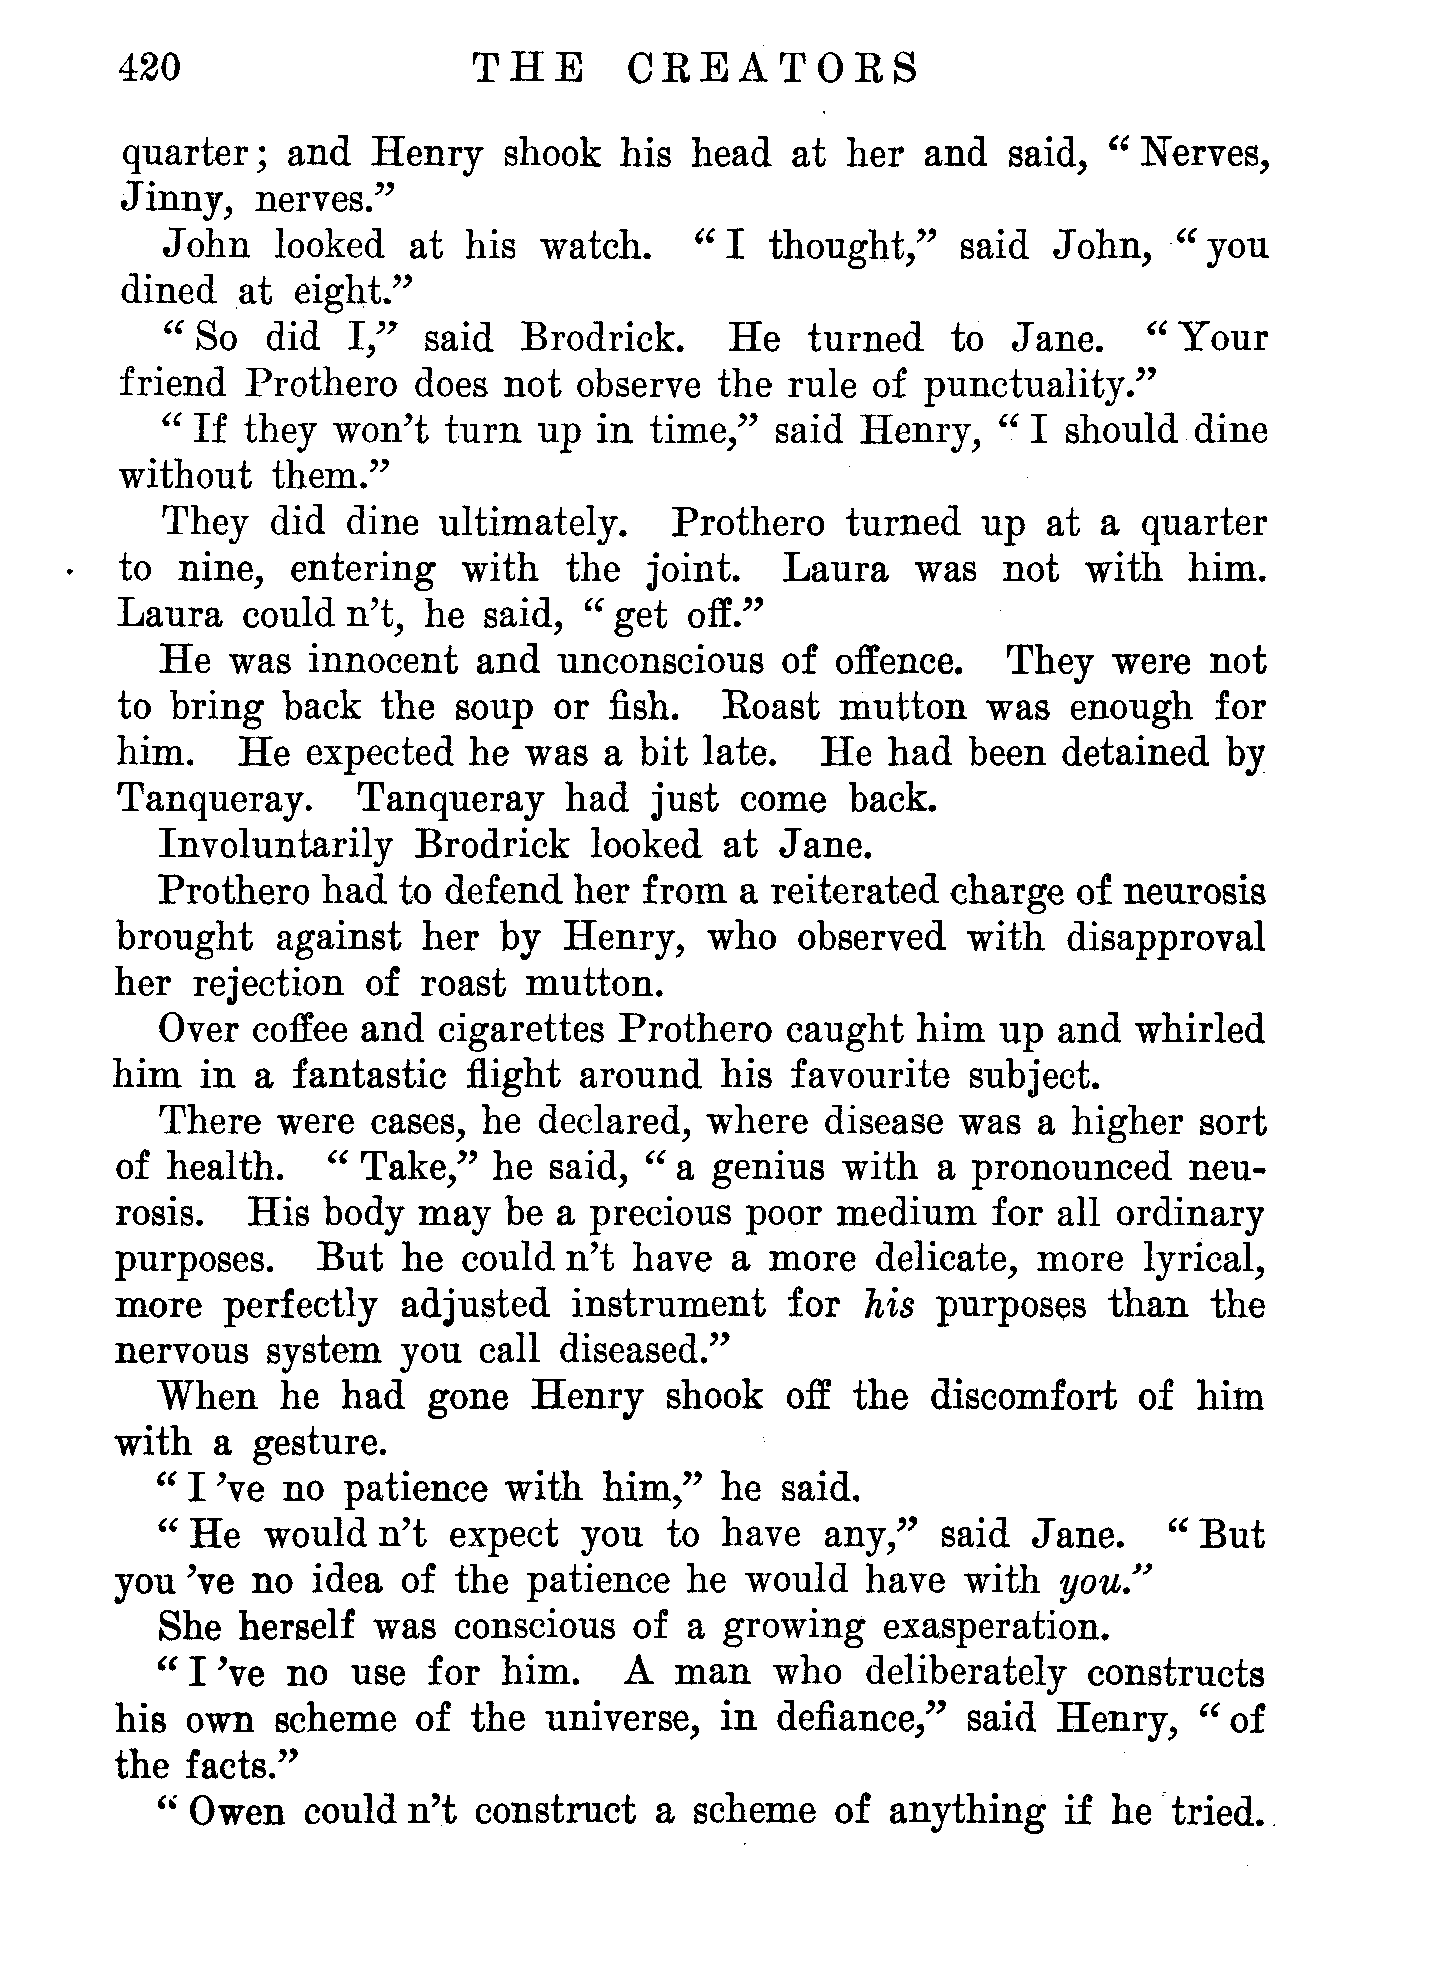 420 THE CREATORS
quarter; and Henry shook his head at her and said, “Nerves,
Jinny, nerves.”
John looked at his watch. “I thought,” said John, “you
dined at eight.”
“So did I,” said Brodrick. He turned to Jane. “Your
friend Prothero does not observe the rule of punctuality.”
“If they won’t turn up in time,” said Henry, “I should dine
without them.”
They did dine ultimately. Prothero turned up at a quarter
to nine, entering with the joint. Laura was not with him.
Laura could n’t, he said, “get off.”
He was innocent and unconscious of offence. They were not
to bring back the soup or fish. Roast mutton was enough for
him. He expected he was a bit late. He had been detained by
Tanqueray. Tanqueray had just come back.
Involuntarily Brodrick looked at Jane.
Prothero had to defend her from a reiterated charge of neurosis
brought against her by Henry, who observed with disapproval
her rejection of roast mutton.
Over coffee and cigarettes Prothero caught him up and whirled
him in a fantastic flight around his favourite subject.
There were cases, he declared, where disease was a higher sort
of health. “Take,” he said, “a genius with a pronounced neu-
rosis. His body may be a precious poor medium for all ordinary
purposes. But he could n’t have a more delicate, more lyrical,
more perfectly adjusted instrument for his purposes than the
nervous system you call diseased.”
When he had gone Henry shook off the discomfort of him
with a gesture.
“I ’ve no patience with him,” he said.
“He would n’t expect you to have any,” said Jane. “But
you ’ve no idea of the patience he would have with you.”
She herself was conscious of a growing exasperation.
“I ’ve no use for him. A man who deliberately constructs
his own scheme of the universe, in defiance,” said Henry, “of
the facts.”
“Owen could n’t construct a scheme of anything if he tried.